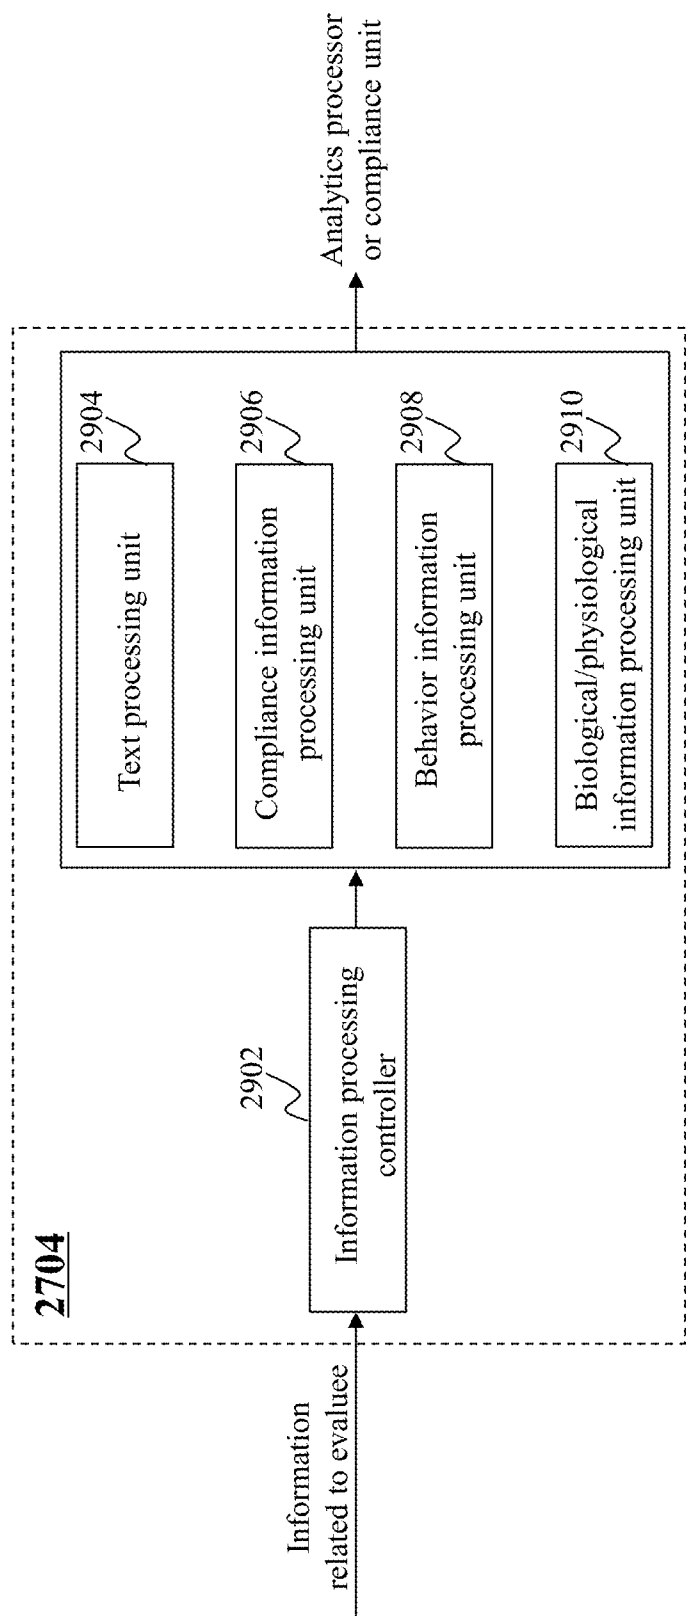 2704
Information
related to evaluee
2902
Information processing
controller
2904
Text processing unit
2906
Compliance information
processing unit
2908
Behavior information
processing unit
2910
Biological/physiological
information processing unit
Analytics processor
or compliance unit